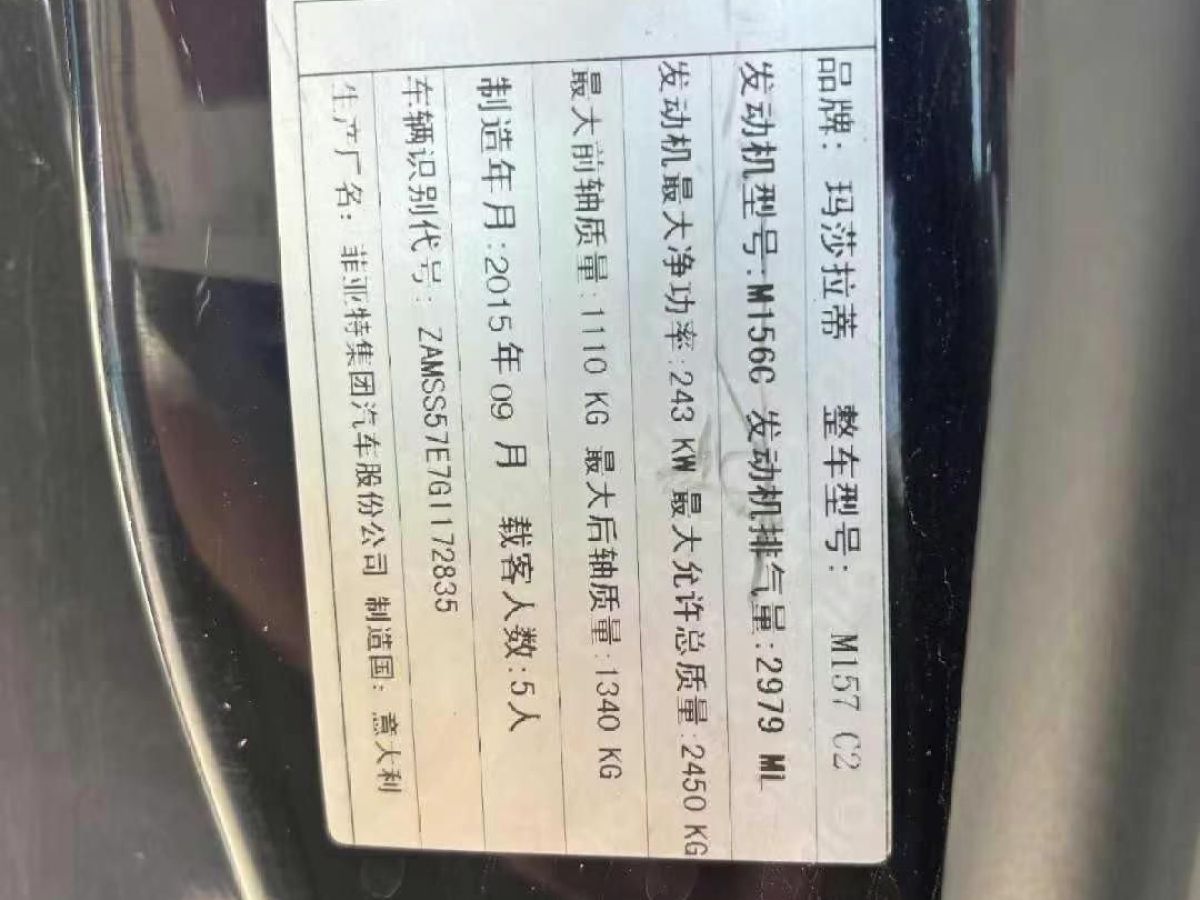 品牌: 玛莎拉蒂 整车型号: M157 C2
发动机型号:M156C 发动机排气量:2979 ML
发动机最大净功率:243 KW 最大允许总质量:2450 KG
最大前轴质量:1110 KG 最大后轴质量:1340 KG
制造年月:2015年09月 载客人数:5人
车辆识别代号: ZAMSS57E7G1172835
生产厂名: 菲亚特集团汽车股份公司 制造国: 意大利